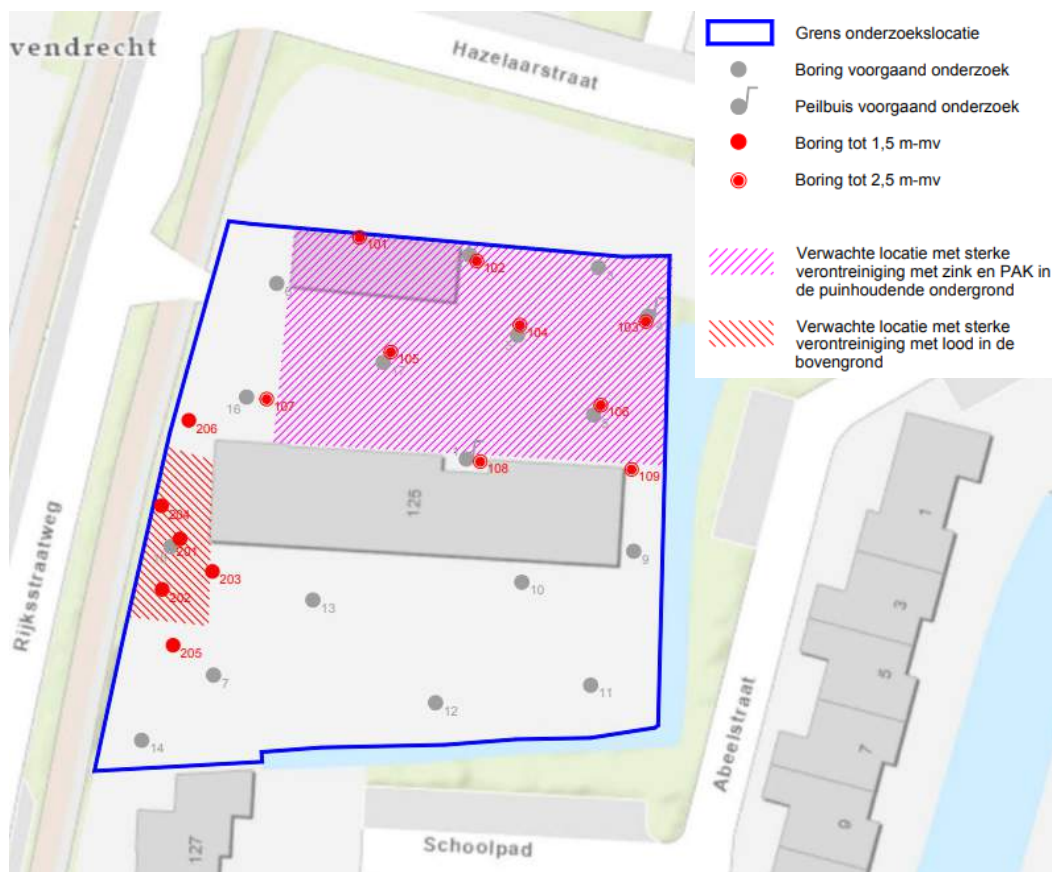 vendrecht
Hazelaarstraat
Grens onderzoekslocatie
Boring voorgaand onderzoek
Peilbuis voorgaand onderzoek
Boring tot 1,5 m-mv
Boring tot 2,5 m-mv
Verwachte locatie met sterke
verontreiniging met zink en PAK in
de puinhoudende ondergrond
Verwachte locatie met sterke
verontreiniging met lood in de
bovengrond
101
102
103
104
105
106
107
16
206
108
109
125
204
201
202
203
205
9
10
13
7
11
12
14
Rijksstraatweg
Abeelstraat
Schoolpad
127
1
3
5
7
9